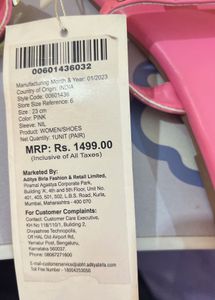 00601436032
Manufacturing Month & Year: 01/2023
Country of Origin: INDIA
Style Code: 00601436
Store Size Reference: 6
Size: 23 cm
Color: PINK
Sleeve: NIL
Product: WOMEN/SHOES
Net Quantity: 1UNIT (PAIR)
MRP: Rs. 1499.00
(Inclusive of All Taxes)
Marketed By:
Aditya Birla Fashion & Retail Limited,
Piramal Agastya Corporate Park,
Building 'A', 4th and 5th Floor, Unit No.
401, 403, 501, 502, L.B.S. Road, Kurla,
Mumbai, Maharashtra - 400 070
For Customer Complaints:
Contact: Customer Care Executive,
KH No 118/110/1, Building 2,
Divyashree Technopolis,
Off HAL Old Airport Rd,
Yemalur Post, Bengaluru,
Karnataka 560037.
Phone: 08067271600
E-mail-customerservice@abfrl.adityabirla.com
Toll Free Number -